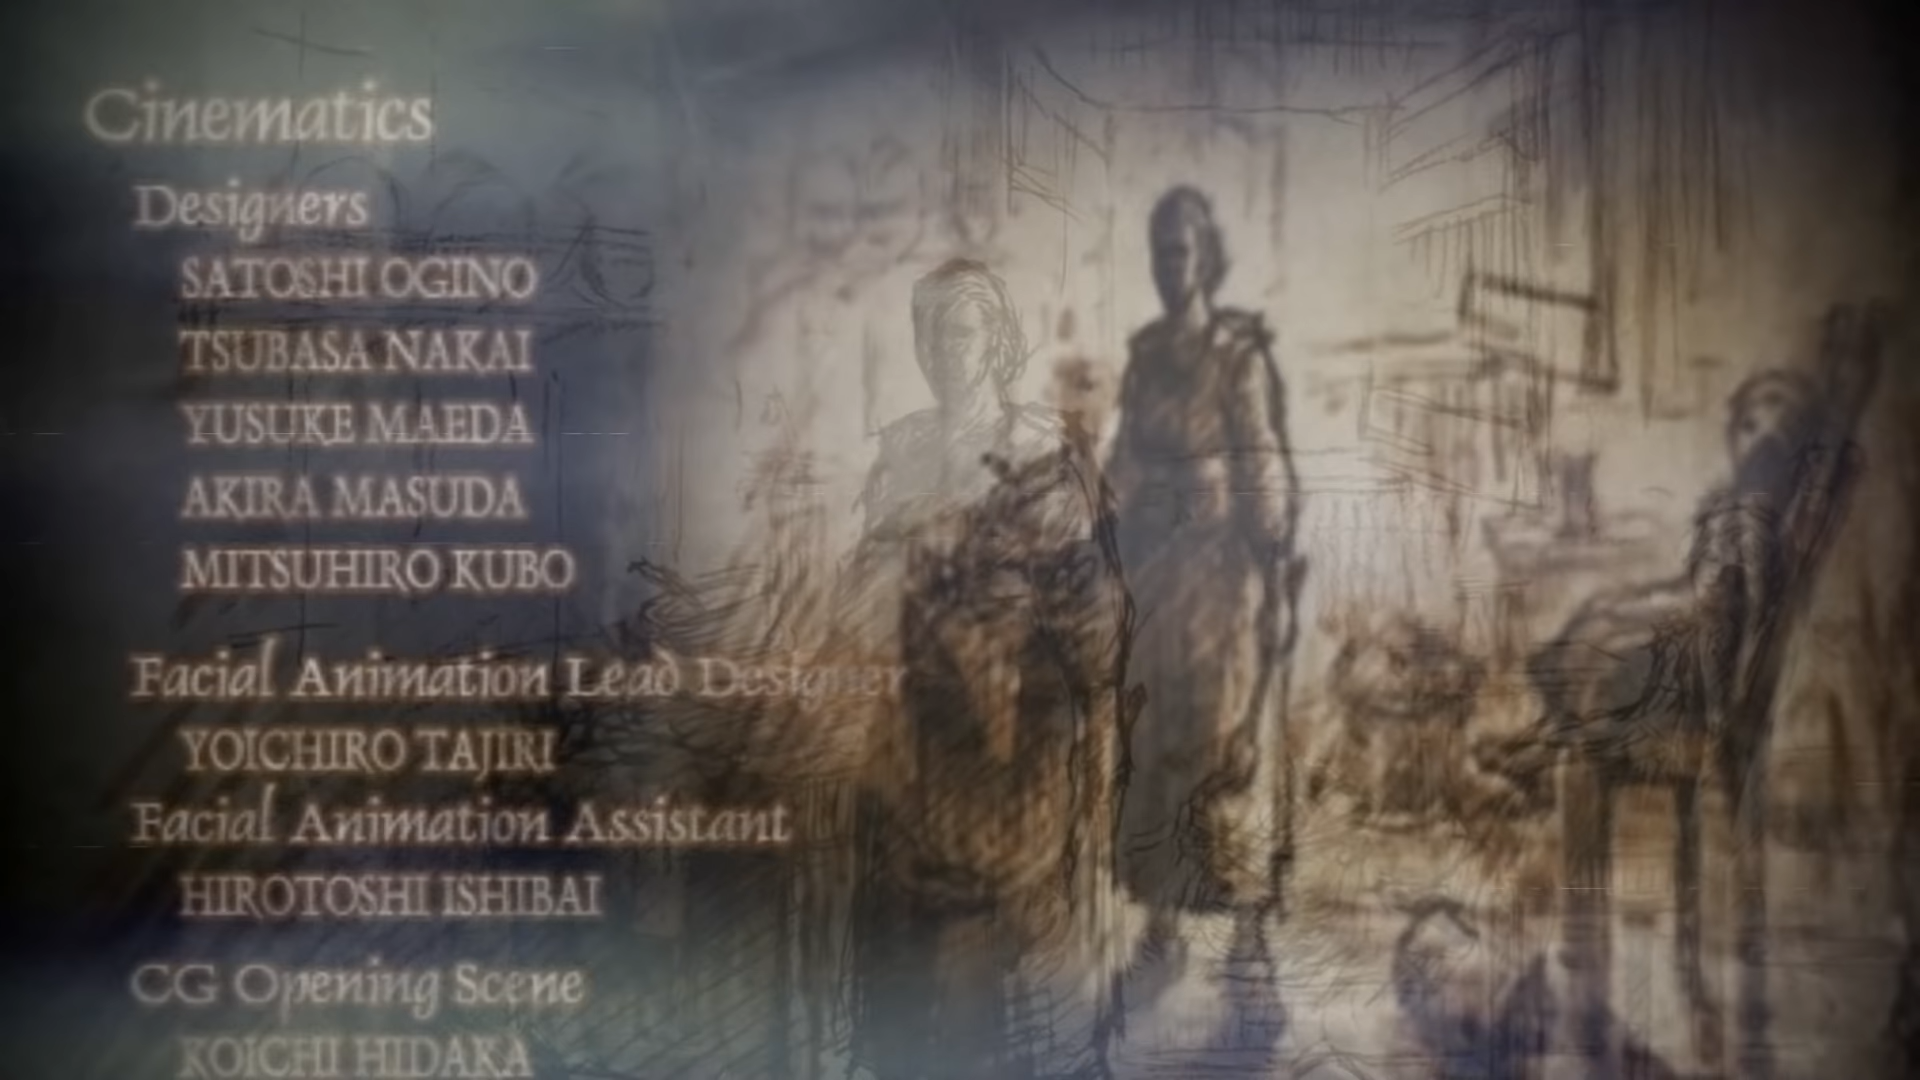 Cinematics
Designers
SATOSHI OGINO
TSUBASA NAKAI
YUSUKE MAEDA
AKIRA MASUDA
MITSUHIRO KUBO
Facial Animation Lead Designer
YOICHIRO TAJIRI
Facial Animation Assistant
HIROTOSHI ISHIBAI
CG Opening Scene
KOICHI HIDAKA